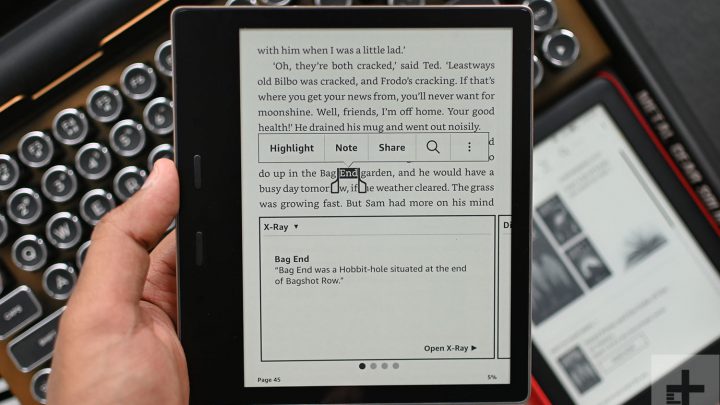 with him when I was a little lad.’
‘Oh, they’re both cracked,’ said Ted. ‘Leastways
old Bilbo was cracked, and Frodo’s cracking. If that’s
where you get your news from, you’ll never want for
moonshine. Well, friends, I’m off home. Your good
health!’ He drained his mug and went out noisily.
Highlight Note Share
do up in the Bag End garden, and he would have a
busy day if the weather cleared. The grass
was growing fast. But Sam had more on his mind
X-Ray
Bag End
“Bag End was a Hobbit-hole situated at the end
of Bagshot Row.”
Open X-Ray
Page 45 5%
METAL GEAR
CAPS
Q
W
A